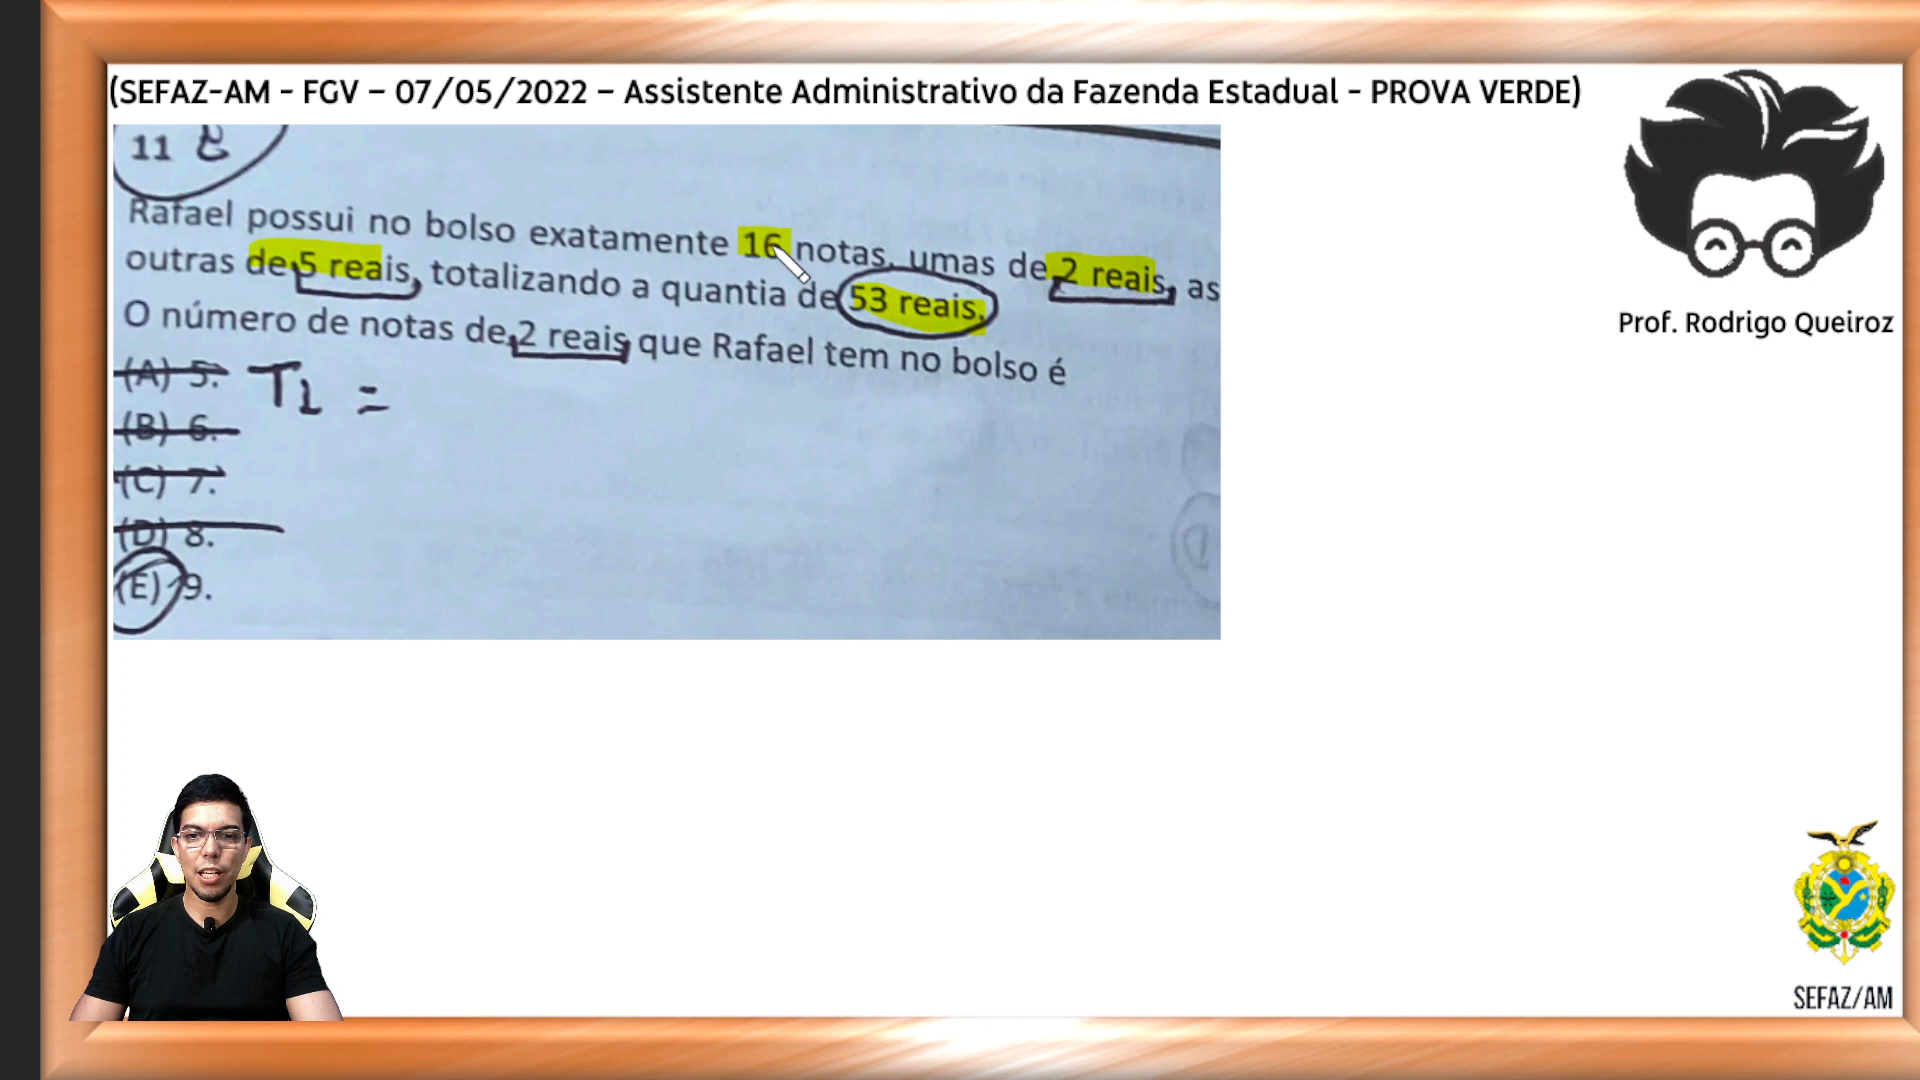 (SEFAZ-AM - FGV – 07/05/2022 – Assistente Administrativo da Fazenda Estadual - PROVA VERDE)
11
Rafael possui no bolso exatamente 16 notas, umas de 2 reais, as
outras de 5 reais, totalizando a quantia de 53 reais.
O número de notas de 2 reais que Rafael tem no bolso é
(A) 5.
(B) 6.
(C) 7.
(D) 8.
(E) 9.
Prof. Rodrigo Queiroz
SEFAZ/AM